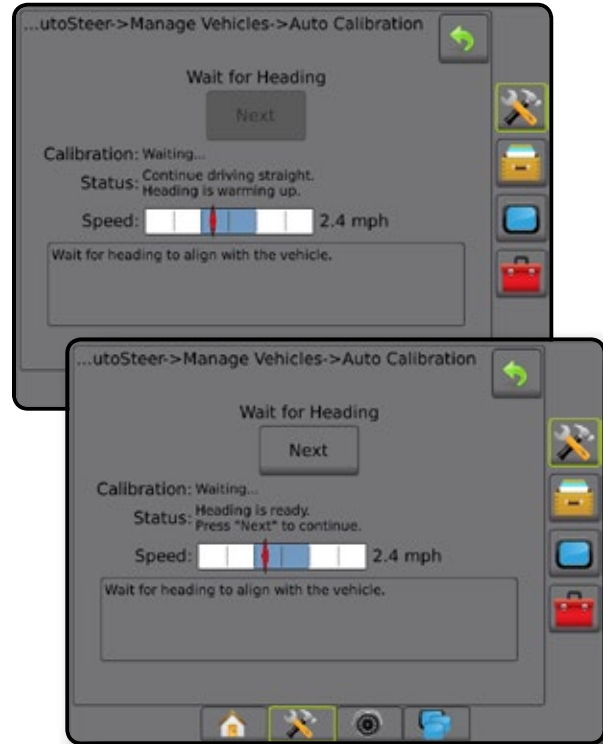 ...utoSteer->Manage Vehicles->Auto Calibration
Wait for Heading
Next
Calibration: Waiting...
Status: Continue driving straight.
Heading is warming up.
Speed: 2.4 mph
Wait for heading to align with the vehicle.
...utoSteer->Manage Vehicles->Auto Calibration
Wait for Heading
Next
Calibration: Waiting...
Status: Heading is ready.
Press "Next" to continue.
Speed: 2.4 mph
Wait for heading to align with the vehicle.